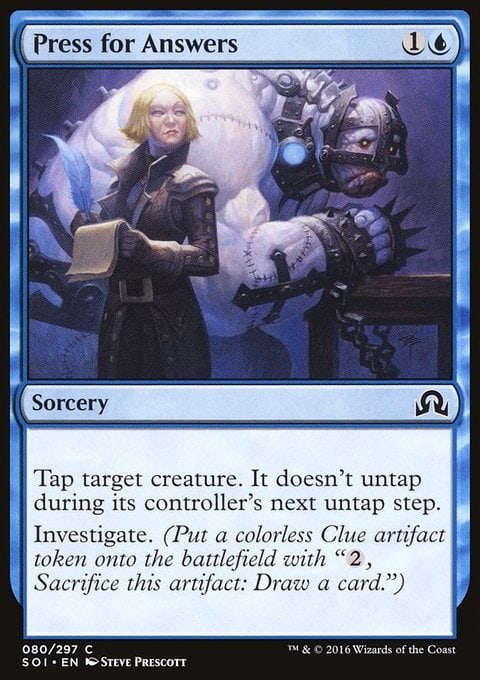 Press for Answers 1
Sorcery
Tap target creature. It doesn't untap
during its controller's next untap step.
Investigate. (Put a colorless Clue artifact
token onto the battlefield with “2,
Sacrifice this artifact: Draw a card.”)
080/297 C ™ & © 2016 Wizards of the Coast
SOI • EN Steve Prescott